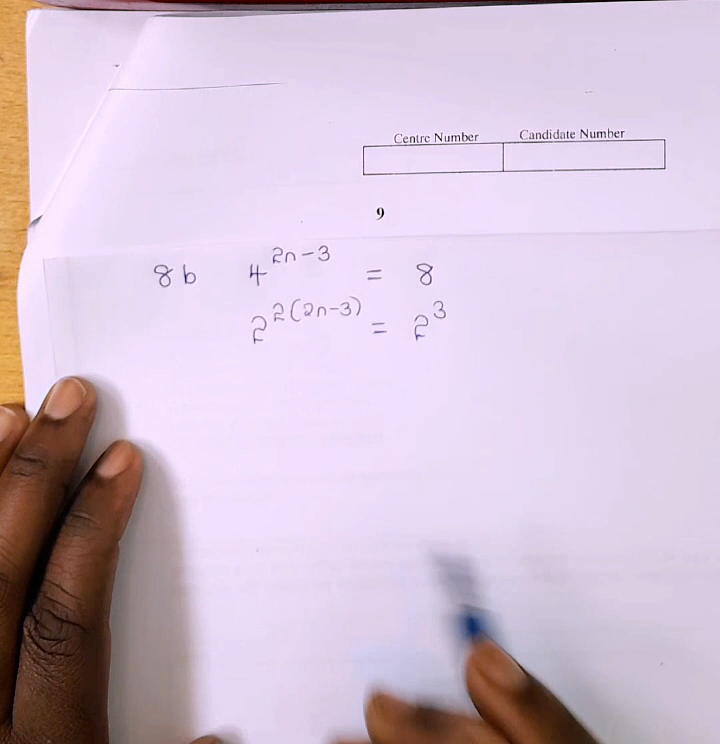 Centre Number Candidate Number
9
8b 4^{2n-3} = 8
2^{2(2n-3)} = 2^3